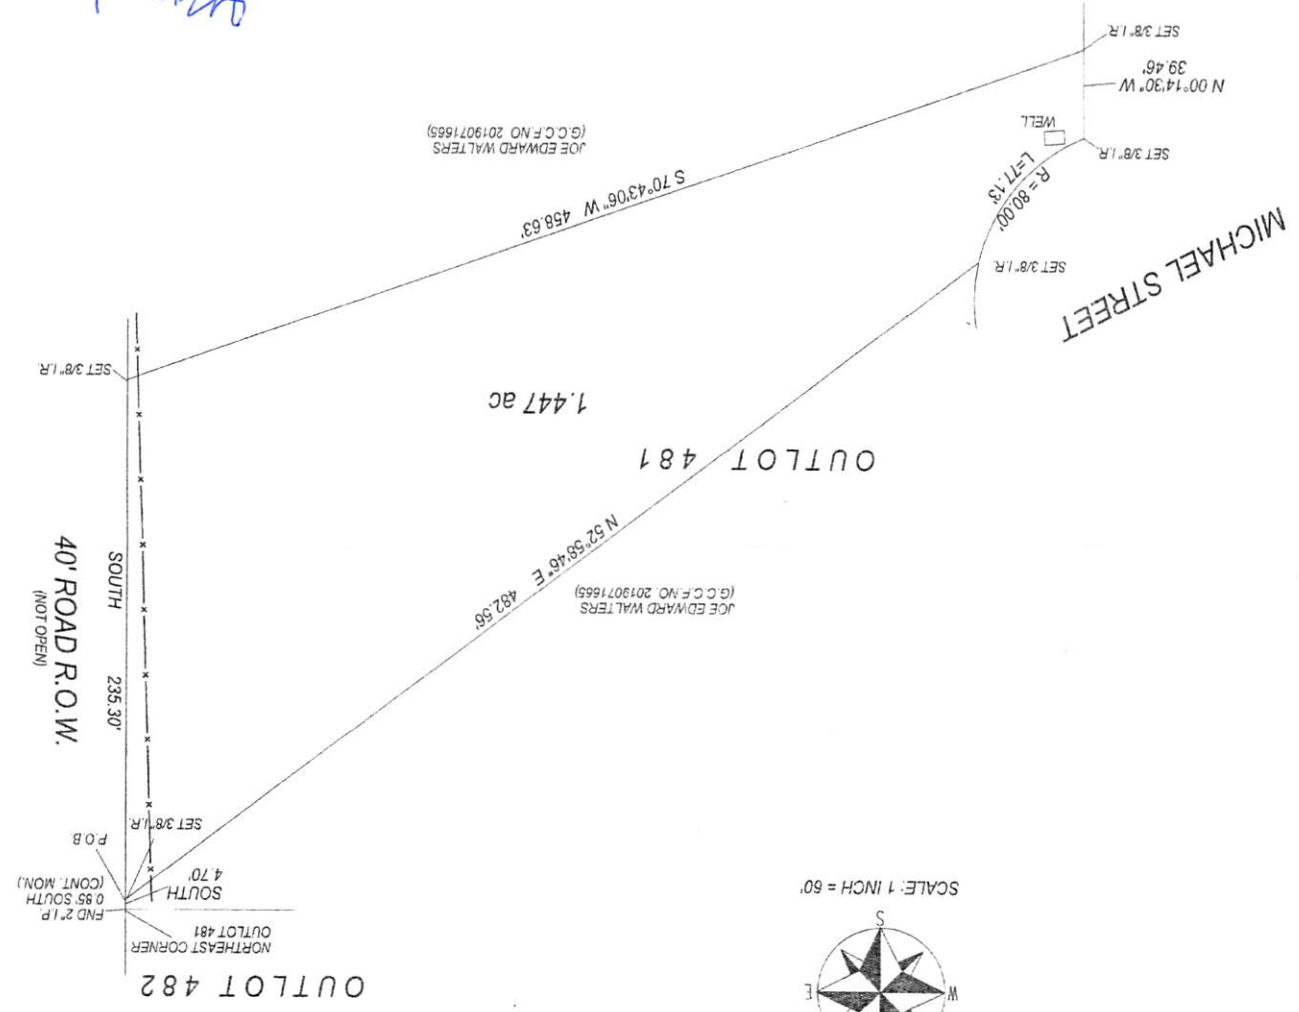 W
E
S
SCALE: 1 INCH = 60'
OUTLOT 482
NORTHEAST CORNER
OUTLOT 481
FND 2" I.P.
0.85' SOUTH
(CONT. MON.)
SOUTH
4.70'
P.O.B
SET 3/8" I.R.
JOE EDWARD WALTERS
(G.C.C.F.NO. 2019071665)
N 52°58'46" E 482.56'
SOUTH 235.30'
40' ROAD R.O.W.
(NOT OPEN)
OUTLOT 481
1.447 ac
SET 3/8" I.R.
MICHAEL STREET
SET 3/8" I.R.
R = 80.00'
L=77.13'
S 70°43'06" W 458.63'
SET 3/8" I.R.
WELL
JOE EDWARD WALTERS
(G.C.C.F.NO 2019071665)
N 00°14'30" W
39.46'
SET 3/8" I.R.